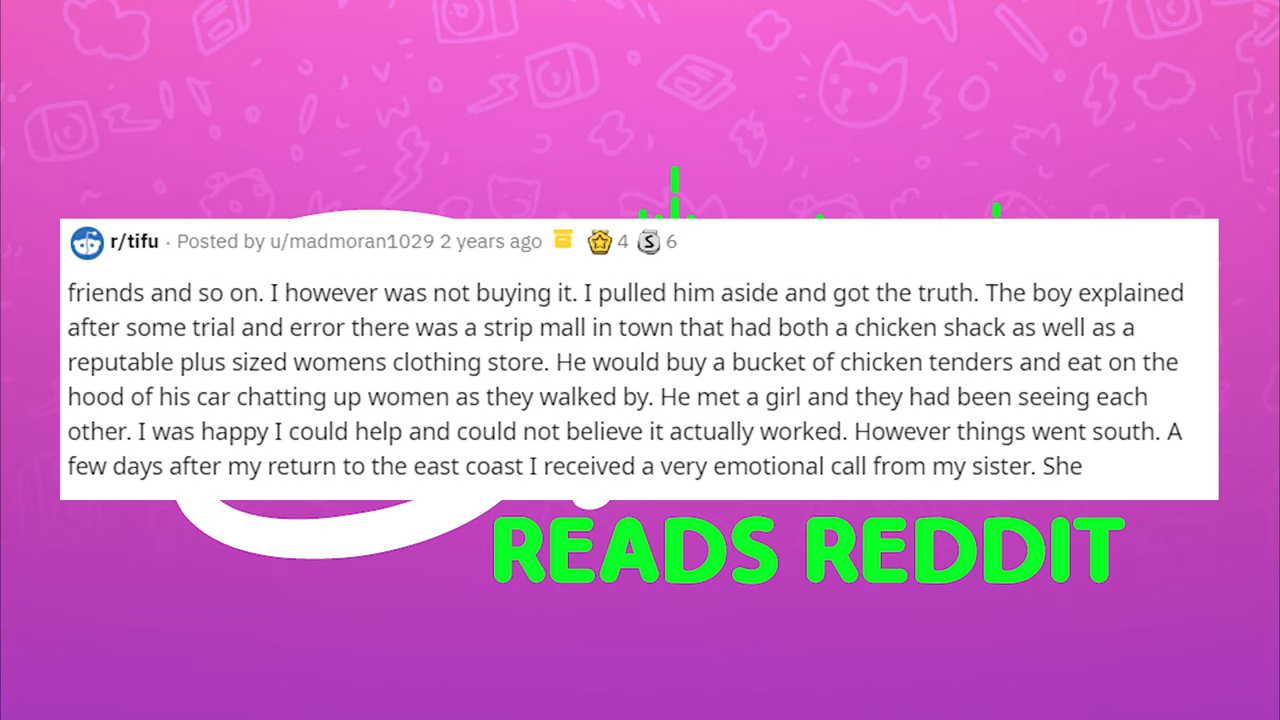 r/tifu · Posted by u/madmoran1029 2 years ago 4 S 6
friends and so on. I however was not buying it. I pulled him aside and got the truth. The boy explained
after some trial and error there was a strip mall in town that had both a chicken shack as well as a
reputable plus sized womens clothing store. He would buy a bucket of chicken tenders and eat on the
hood of his car chatting up women as they walked by. He met a girl and they had been seeing each
other. I was happy I could help and could not believe it actually worked. However things went south. A
few days after my return to the east coast I received a very emotional call from my sister. She
READS REDDIT